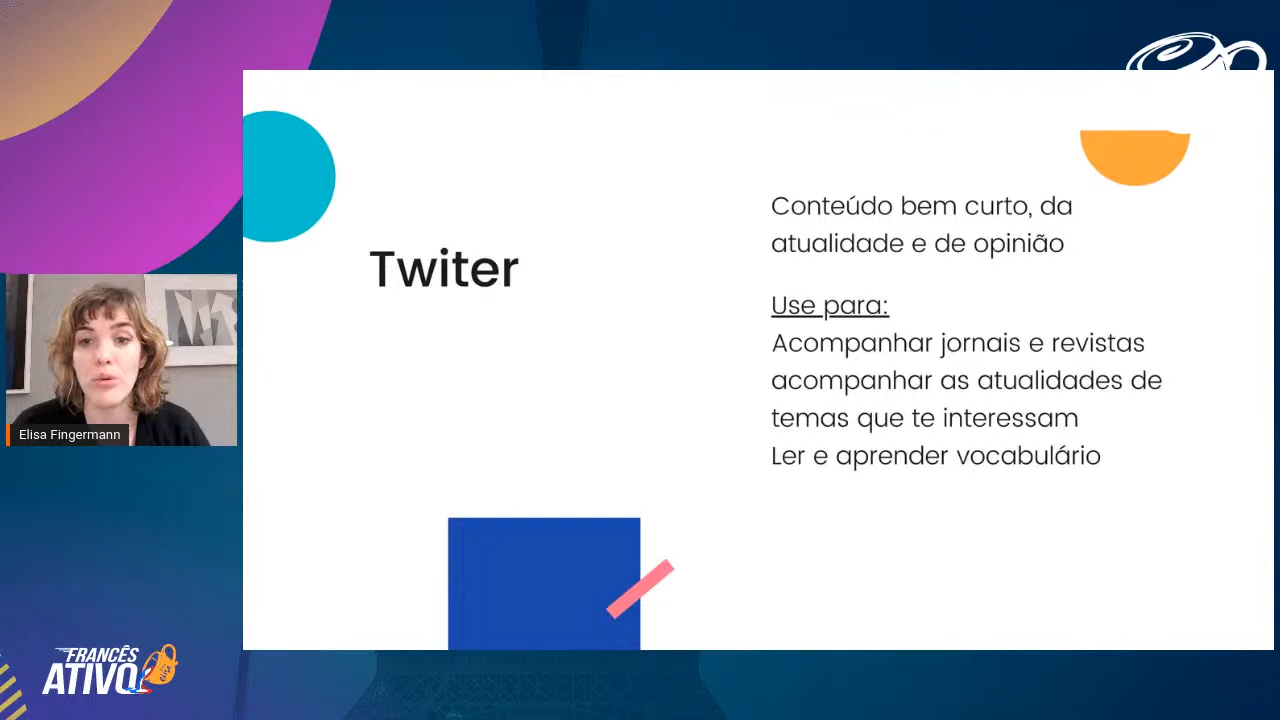 Twiter
Conteúdo bem curto, da
atualidade e de opinião
Use para:
Acompanhar jornais e revistas
acompanhar as atualidades de
temas que te interessam
Ler e aprender vocabulário
Elisa Fingermann
FRANCÊS
ATIVO